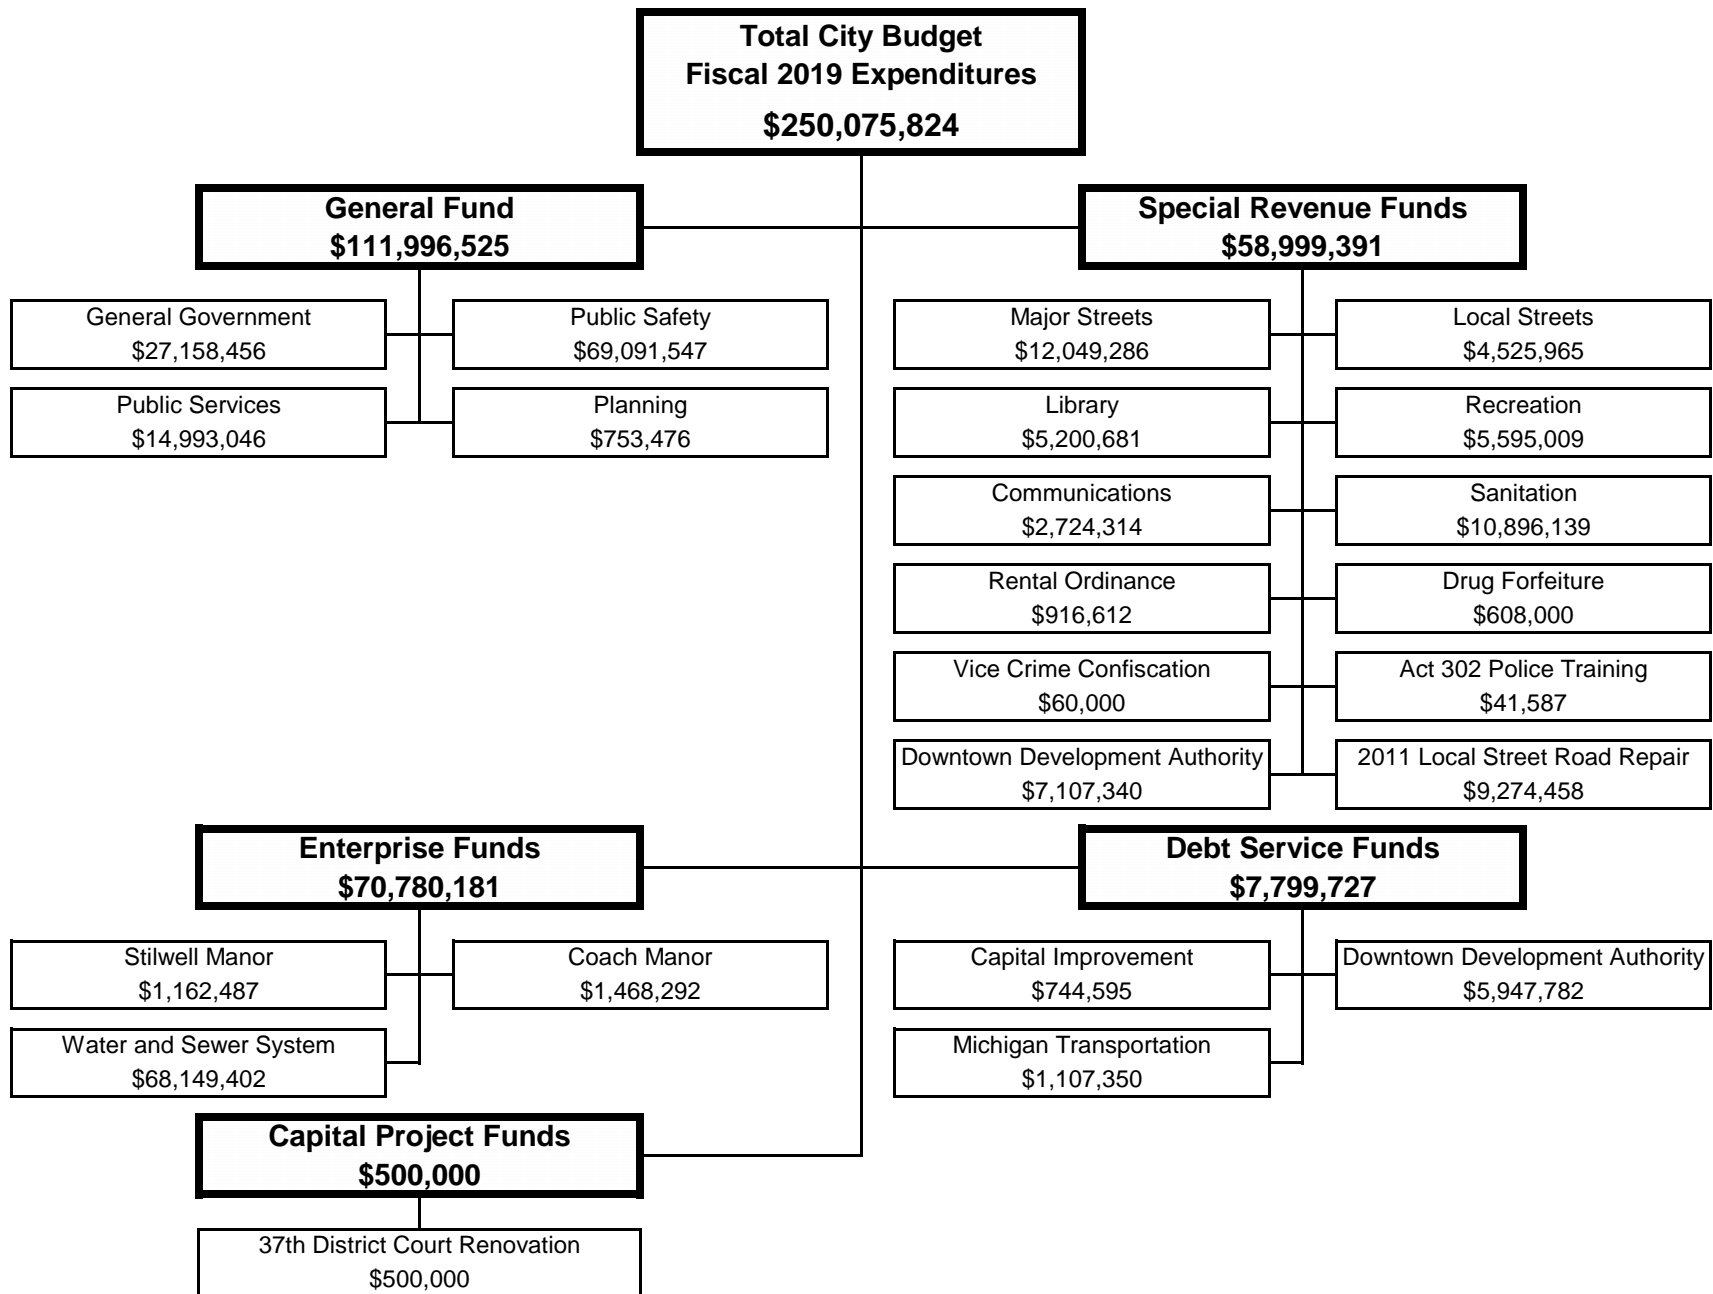 Total City Budget
Fiscal 2019 Expenditures
$250,075,824
General Fund
$111,996,525
Special Revenue Funds
$58,999,391
General Government
$27,158,456
Public Safety
$69,091,547
Public Services
$14,993,046
Planning
$753,476
Major Streets
$12,049,286
Local Streets
$4,525,965
Library
$5,200,681
Recreation
$5,595,009
Communications
$2,724,314
Sanitation
$10,896,139
Rental Ordinance
$916,612
Drug Forfeiture
$608,000
Vice Crime Confiscation
$60,000
Act 302 Police Training
$41,587
Downtown Development Authority
$7,107,340
2011 Local Street Road Repair
$9,274,458
Enterprise Funds
$70,780,181
Debt Service Funds
$7,799,727
Stilwell Manor
$1,162,487
Coach Manor
$1,468,292
Water and Sewer System
$68,149,402
Capital Improvement
$744,595
Downtown Development Authority
$5,947,782
Michigan Transportation
$1,107,350
Capital Project Funds
$500,000
37th District Court Renovation
$500,000